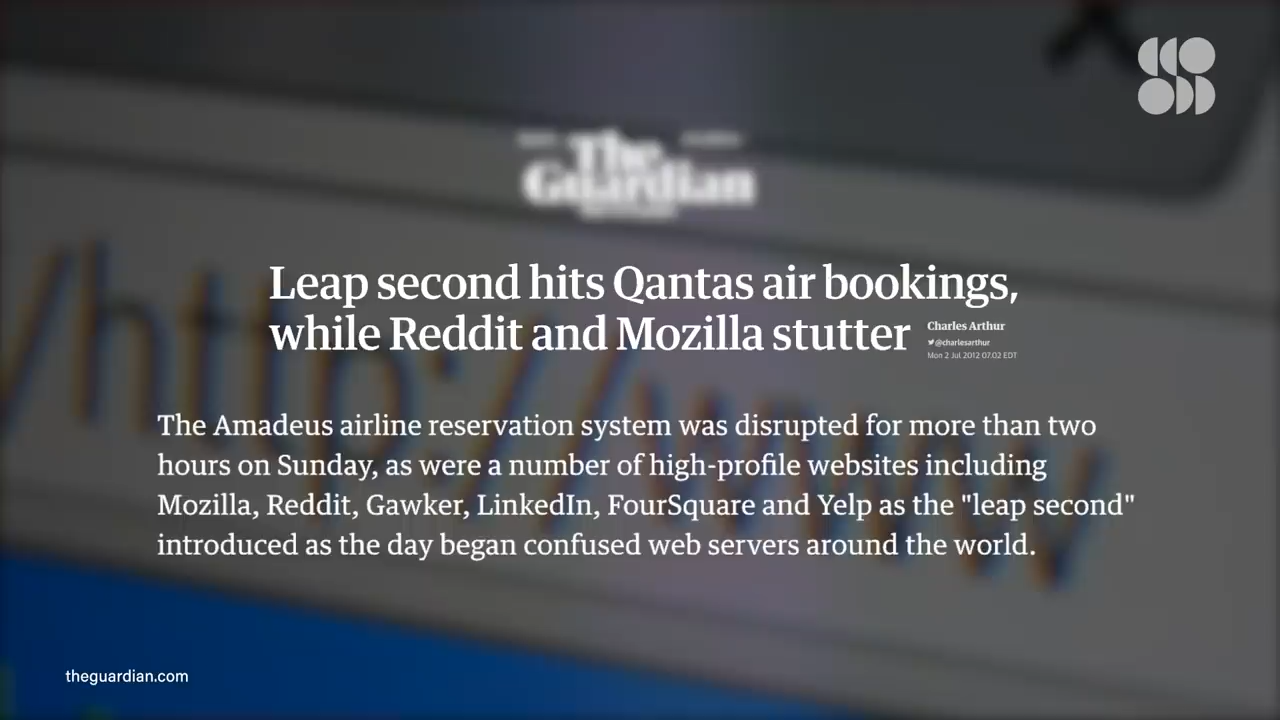 The
Guardian
Leap second hits Qantas air bookings,
while Reddit and Mozilla stutter
Charles Arthur
@charlesarthur
Mon 2 Jul 2012 07.02 EDT
The Amadeus airline reservation system was disrupted for more than two
hours on Sunday, as were a number of high-profile websites including
Mozilla, Reddit, Gawker, LinkedIn, FourSquare and Yelp as the "leap second"
introduced as the day began confused web servers around the world.
theguardian.com